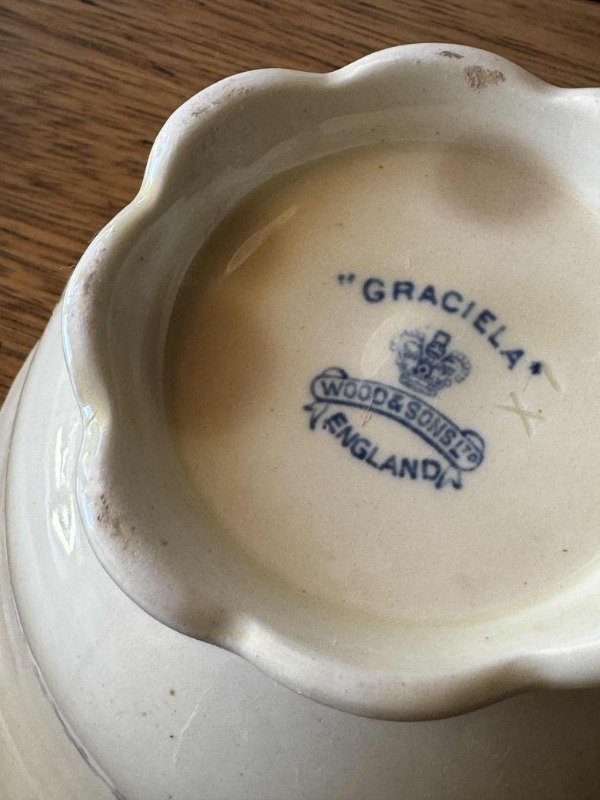 "GRACIELA"
WOOD & SONS LTD
ENGLAND
X